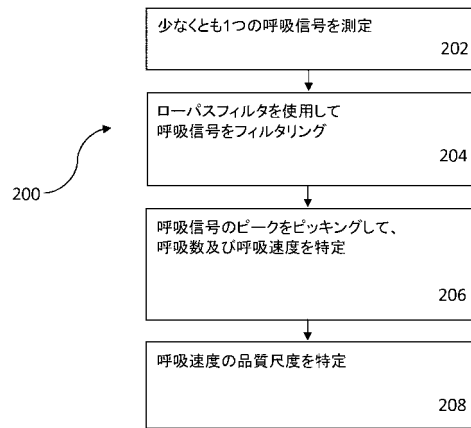 少なくとも1つの呼吸信号を測定
202
ローパスフィルタを使用して
呼吸信号をフィルタリング
204
200
呼吸信号のピークをピッキングして、
呼吸数及び呼吸速度を特定
206
呼吸速度の品質尺度を特定
208